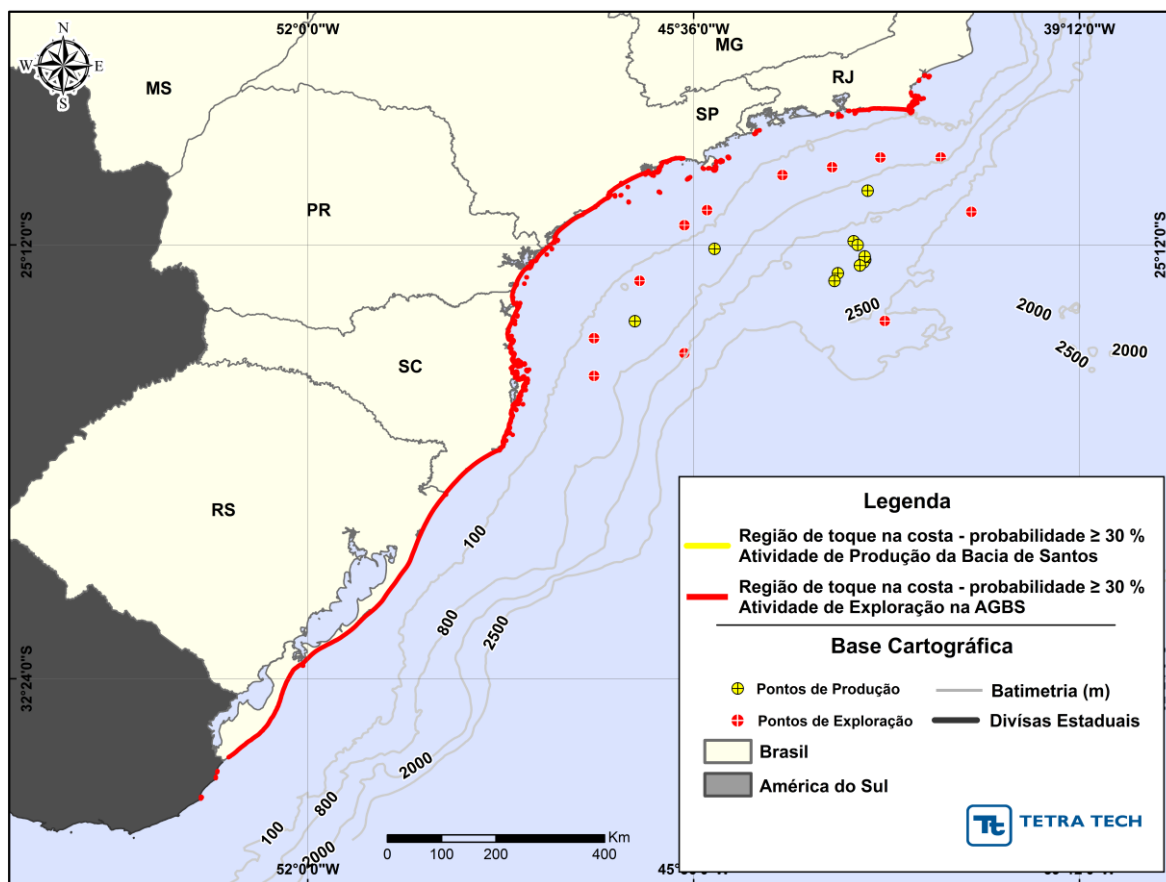 52°0'0"W
45°36'0"W
39°12'0"W
N
W
E
S
MG
MS
RJ
SP
PR
25°12'0"S
25°12'0"S
2500
2000
2500
2000
SC
RS
100
800
2500
32°24'0"S
2000
800
100
2000
Legenda
Região de toque na costa - probabilidade ≥ 30 %
Atividade de Produção da Bacia de Santos
Região de toque na costa - probabilidade ≥ 30 %
Atividade de Exploração na AGBS
Base Cartográfica
Pontos de Produção
Batimetria (m)
Pontos de Exploração
Divísas Estaduais
Brasil
América do Sul
Tt TETRA TECH
Km
0 100 200 400
52°0'0"W